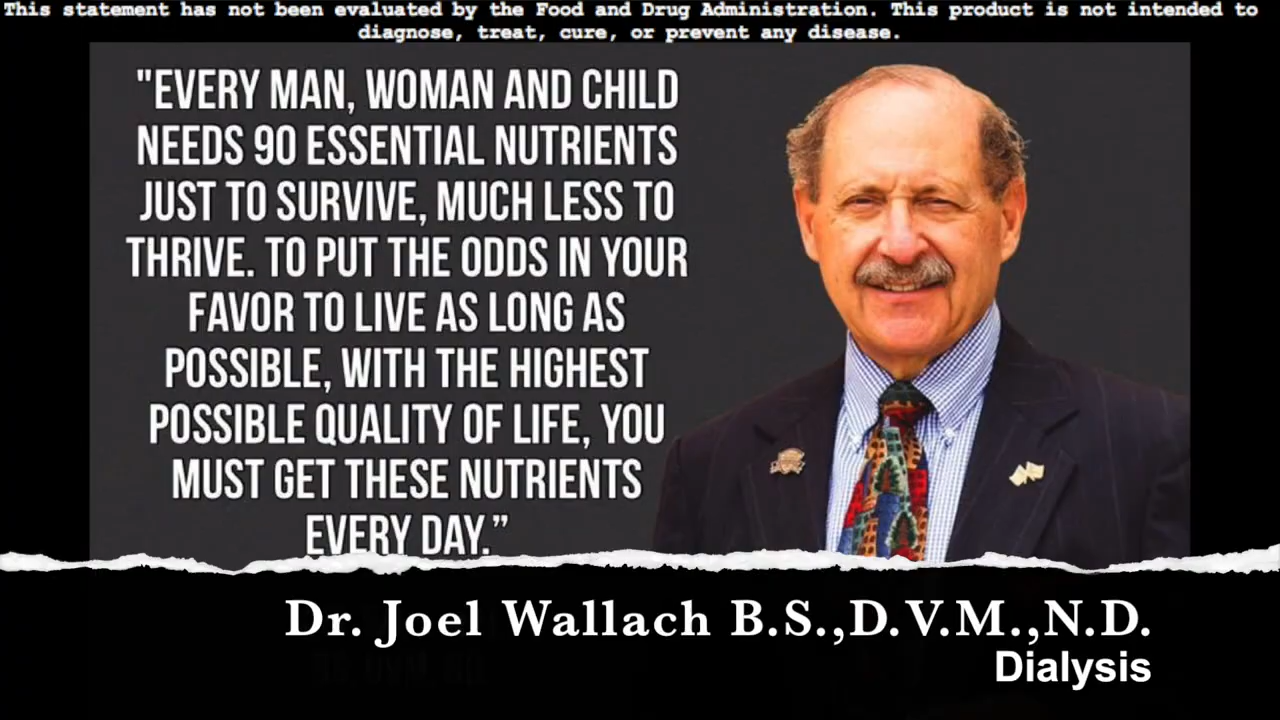 This statement has not been evaluated by the Food and Drug Administration. This product is not intended to
diagnose, treat, cure, or prevent any disease.
"EVERY MAN, WOMAN AND CHILD
NEEDS 90 ESSENTIAL NUTRIENTS
JUST TO SURVIVE, MUCH LESS TO
THRIVE. TO PUT THE ODDS IN YOUR
FAVOR TO LIVE AS LONG AS
POSSIBLE, WITH THE HIGHEST
POSSIBLE QUALITY OF LIFE, YOU
MUST GET THESE NUTRIENTS
EVERY DAY.”
Dr. Joel Wallach B.S.,D.V.M.,N.D.
Dialysis